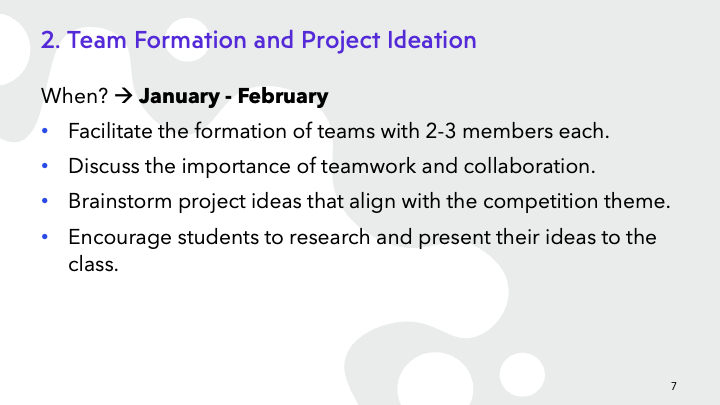 2. Team Formation and Project Ideation
When? → January - February
• Facilitate the formation of teams with 2-3 members each.
• Discuss the importance of teamwork and collaboration.
• Brainstorm project ideas that align with the competition theme.
• Encourage students to research and present their ideas to the
class.
7